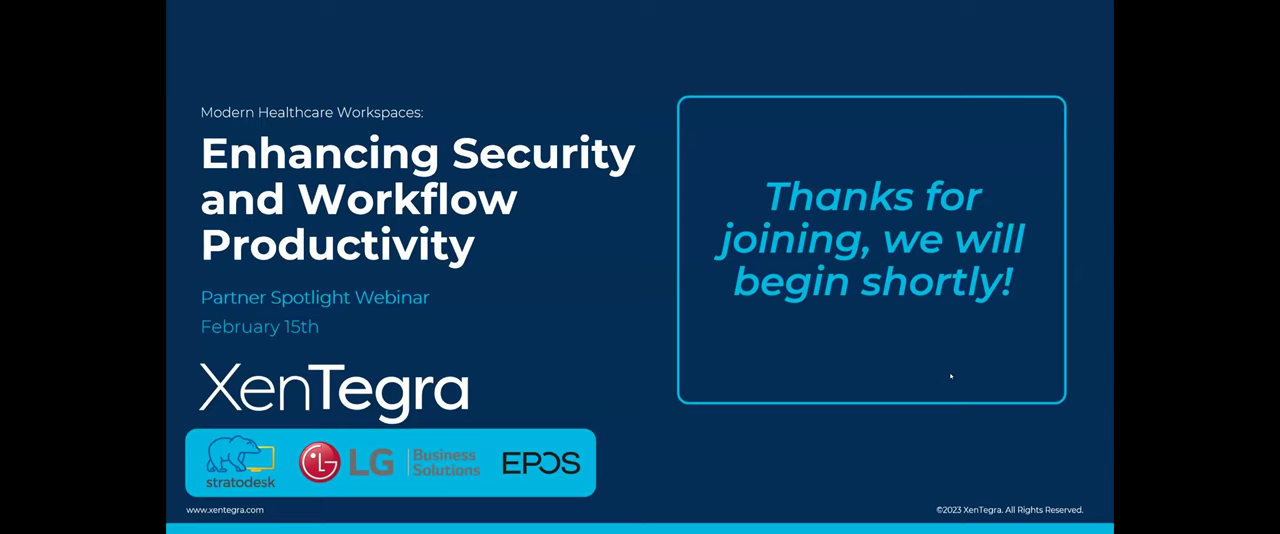 Modern Healthcare Workspaces:
Enhancing Security
and Workflow
Productivity
Partner Spotlight Webinar
February 15th
XenTegra
stratodesk
LG Business Solutions
EPOS
www.xentegra.com
Thanks for
joining, we will
begin shortly!
©2023 XenTegra. All Rights Reserved.